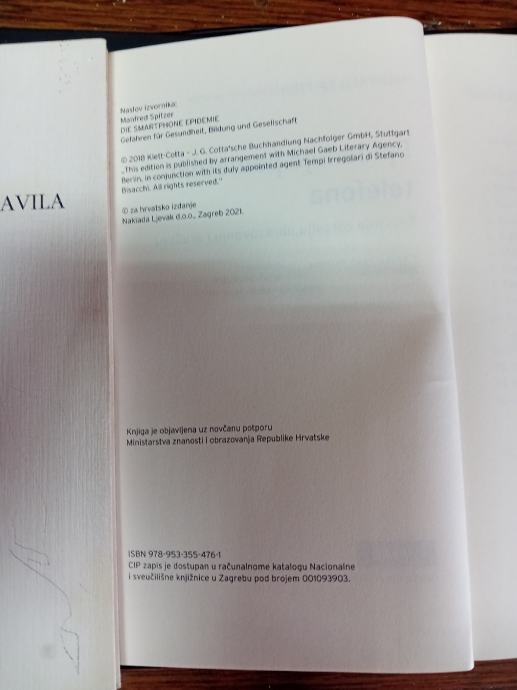 AVILA
Naslov izvornika:
Manfred Spitzer
DIE SMARTPHONE EPIDEMIE
Gefahren für Gesundheit, Bildung und Gesellschaft
© 2018 Klett-Cotta - J. G. Cotta'sche Buchhandlung Nachfolger GmbH, Stuttgart
„This edition is published by arrangement with Michael Gaeb Literary Agency,
Berlin, in conjunction with its duly appointed agent Tempi Irregolari di Stefano
Bisacchi. All rights reserved."
© za hrvatsko izdanje
Naklada Ljevak d.o.o., Zagreb 2021.
Knjiga je objavljena uz novčanu potporu
Ministarstva znanosti i obrazovanja Republike Hrvatske
ISBN 978-953-355-476-1
CIP zapis je dostupan u računalnome katalogu Nacionalne
i sveučilišne knjižnice u Zagrebu pod brojem 001093903.